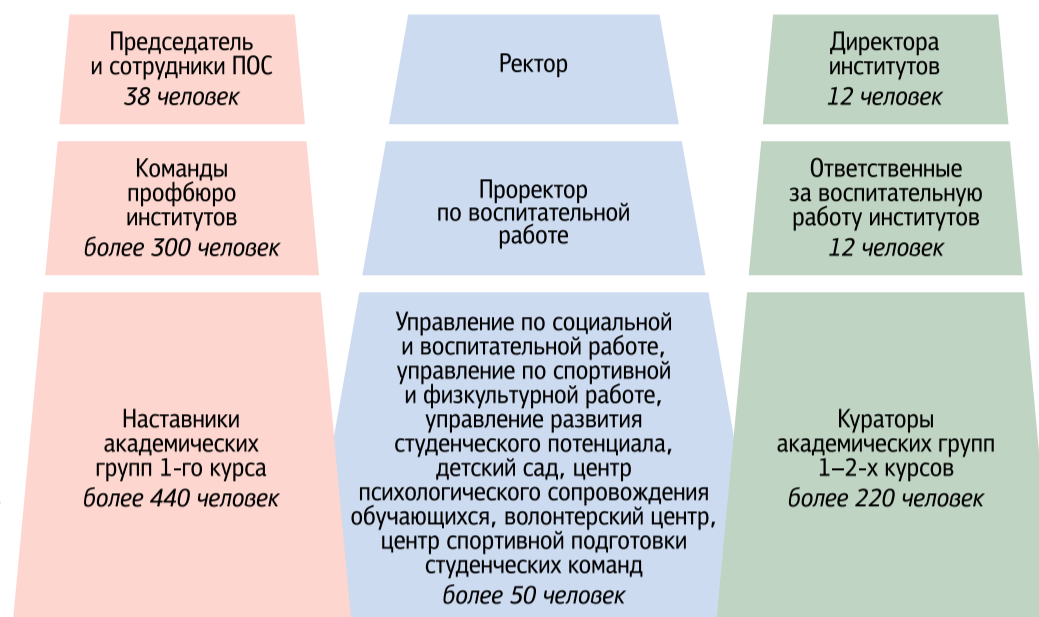 Председатель
и сотрудники ПОС
38 человек
Ректор
Директора
институтов
12 человек
Команды
профбюро
институтов
более 300 человек
Проректор
по воспитательной
работе
Ответственные
за воспитательную
работу институтов
12 человек
Наставники
академических
групп 1-го курса
более 440 человек
Управление по социальной
и воспитательной работе,
управление по спортивной
и физкультурной работе,
управление развития
студенческого потенциала,
детский сад, центр
психологического сопровождения
обучающихся, волонтерский центр,
центр спортивной подготовки
студенческих команд
более 50 человек
Кураторы
академических групп
1–2-х курсов
более 220 человек